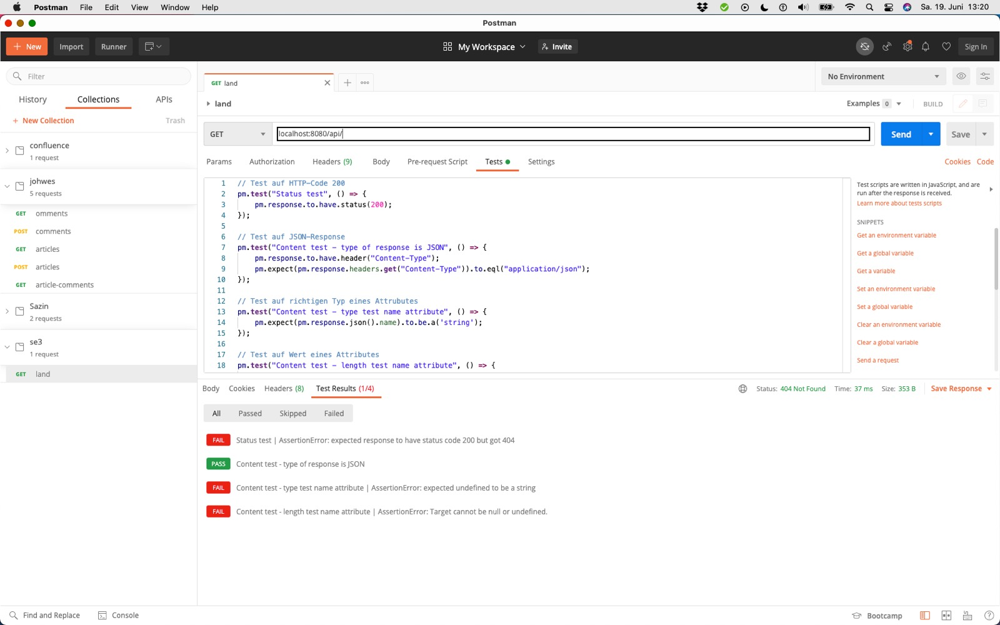 Postman File Edit View Window Help Sa. 19. Juni 13:20
Postman
New Import Runner My Workspace Invite Sign In
Filter
History Collections APIs
+ New Collection Trash
confluence
1 request
johwes
5 requests
GET omments
POST comments
GET articles
POST articles
GET article-comments
Sazin
2 requests
se3
1 request
GET land
GET land
No Environment
land
Examples 0 BUILD
GET localhost:8080/api/ Send Save
Params Authorization Headers (9) Body Pre-request Script Tests Settings Cookies Code
1 // Test auf HTTP-Code 200
2 pm.test("Status test", () => {
3 pm.response.to.have.status(200);
4 });
5
6 // Test auf JSON-Response
7 pm.test("Content test - type of response is JSON", () => {
8 pm.response.to.have.header("Content-Type");
9 pm.expect(pm.response.headers.get("Content-Type")).to.eql("application/json");
10 });
11
12 // Test auf richtigen Typ eines Attrubutes
13 pm.test("Content test - type test name attribute", () => {
14 pm.expect(pm.response.json().name).to.be.a('string');
15 });
16
17 // Test auf Wert eines Attributes
18 pm.test("Content test - length test name attribute", () => {
Test scripts are written in JavaScript, and are
run after the response is received.
Learn more about tests scripts
SNIPPETS
Get an environment variable
Get a global variable
Get a variable
Set an environment variable
Set a global variable
Clear an environment variable
Clear a global variable
Send a request
Body Cookies Headers (8) Test Results (1/4) Status: 404 Not Found Time: 37 ms Size: 353 B Save Response
All Passed Skipped Failed
FAIL Status test | AssertionError: expected response to have status code 200 but got 404
PASS Content test - type of response is JSON
FAIL Content test - type test name attribute | AssertionError: expected undefined to be a string
FAIL Content test - length test name attribute | AssertionError: Target cannot be null or undefined.
Find and Replace Console Bootcamp